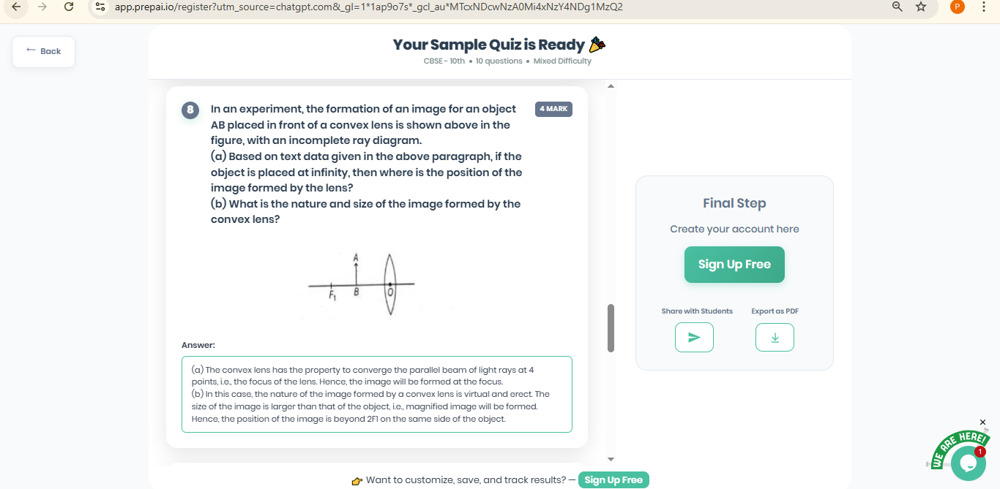 app.prepai.io/register?utm_source=chatgpt.com&_gl=1*1ap9o7s*_gcl_au*MTcxNDcwNzA0Mi4xNzY4NDg1MzQ2
P
← Back
Your Sample Quiz is Ready
CBSE - 10th • 10 questions • Mixed Difficulty
8
In an experiment, the formation of an image for an object
AB placed in front of a convex lens is shown above in the
figure, with an incomplete ray diagram.
(a) Based on text data given in the above paragraph, if the
object is placed at infinity, then where is the position of the
image formed by the lens?
(b) What is the nature and size of the image formed by the
convex lens?
4 MARK
A
F1 B O
Answer:
(a) The convex lens has the property to converge the parallel beam of light rays at 4
points, i.e., the focus of the lens. Hence, the image will be formed at the focus.
(b) In this case, the nature of the image formed by a convex lens is virtual and erect. The
size of the image is larger than that of the object, i.e., magnified image will be formed.
Hence, the position of the image is beyond 2F1 on the same side of the object.
Final Step
Create your account here
Sign Up Free
Share with Students Export as PDF
👉 Want to customize, save, and track results? — Sign Up Free
WE ARE HERE!
1